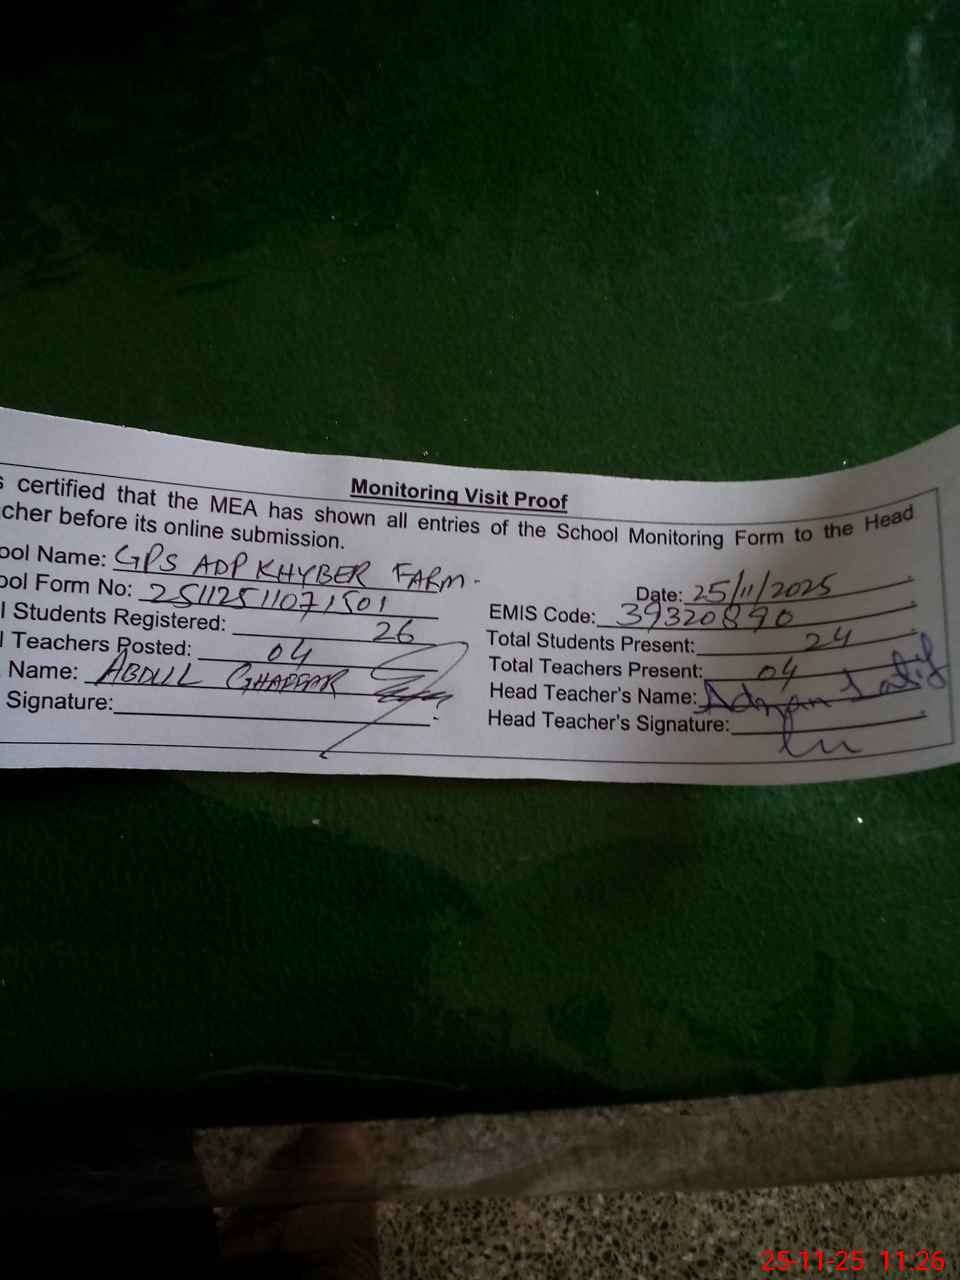 Monitoring Visit Proof
s certified that the MEA has shown all entries of the School Monitoring Form to the Head
cher before its online submission.
ool Name: GPS ADP KHYBER FARM. Date: 25/11/2025
ool Form No: 25112511071501 EMIS Code: 39320890
l Students Registered: 26 Total Students Present: 24
l Teachers Posted: 04 Total Teachers Present: 04
Name: ABDUL GHAFFAR Head Teacher's Name: Adnan Latif
Signature: Head Teacher's Signature:
25-11-25 11:26